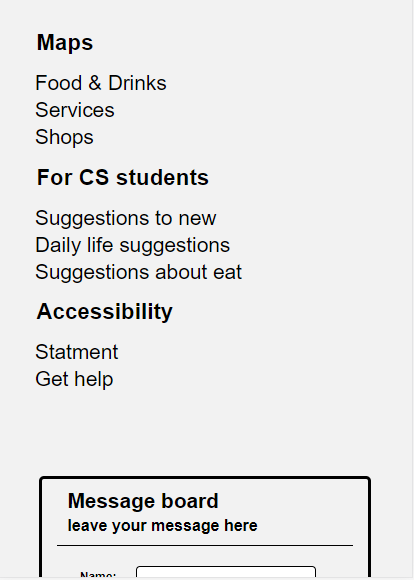 Maps
Food & Drinks
Services
Shops
For CS students
Suggestions to new
Daily life suggestions
Suggestions about eat
Accessibility
Statment
Get help
Message board
leave your message here
Name: